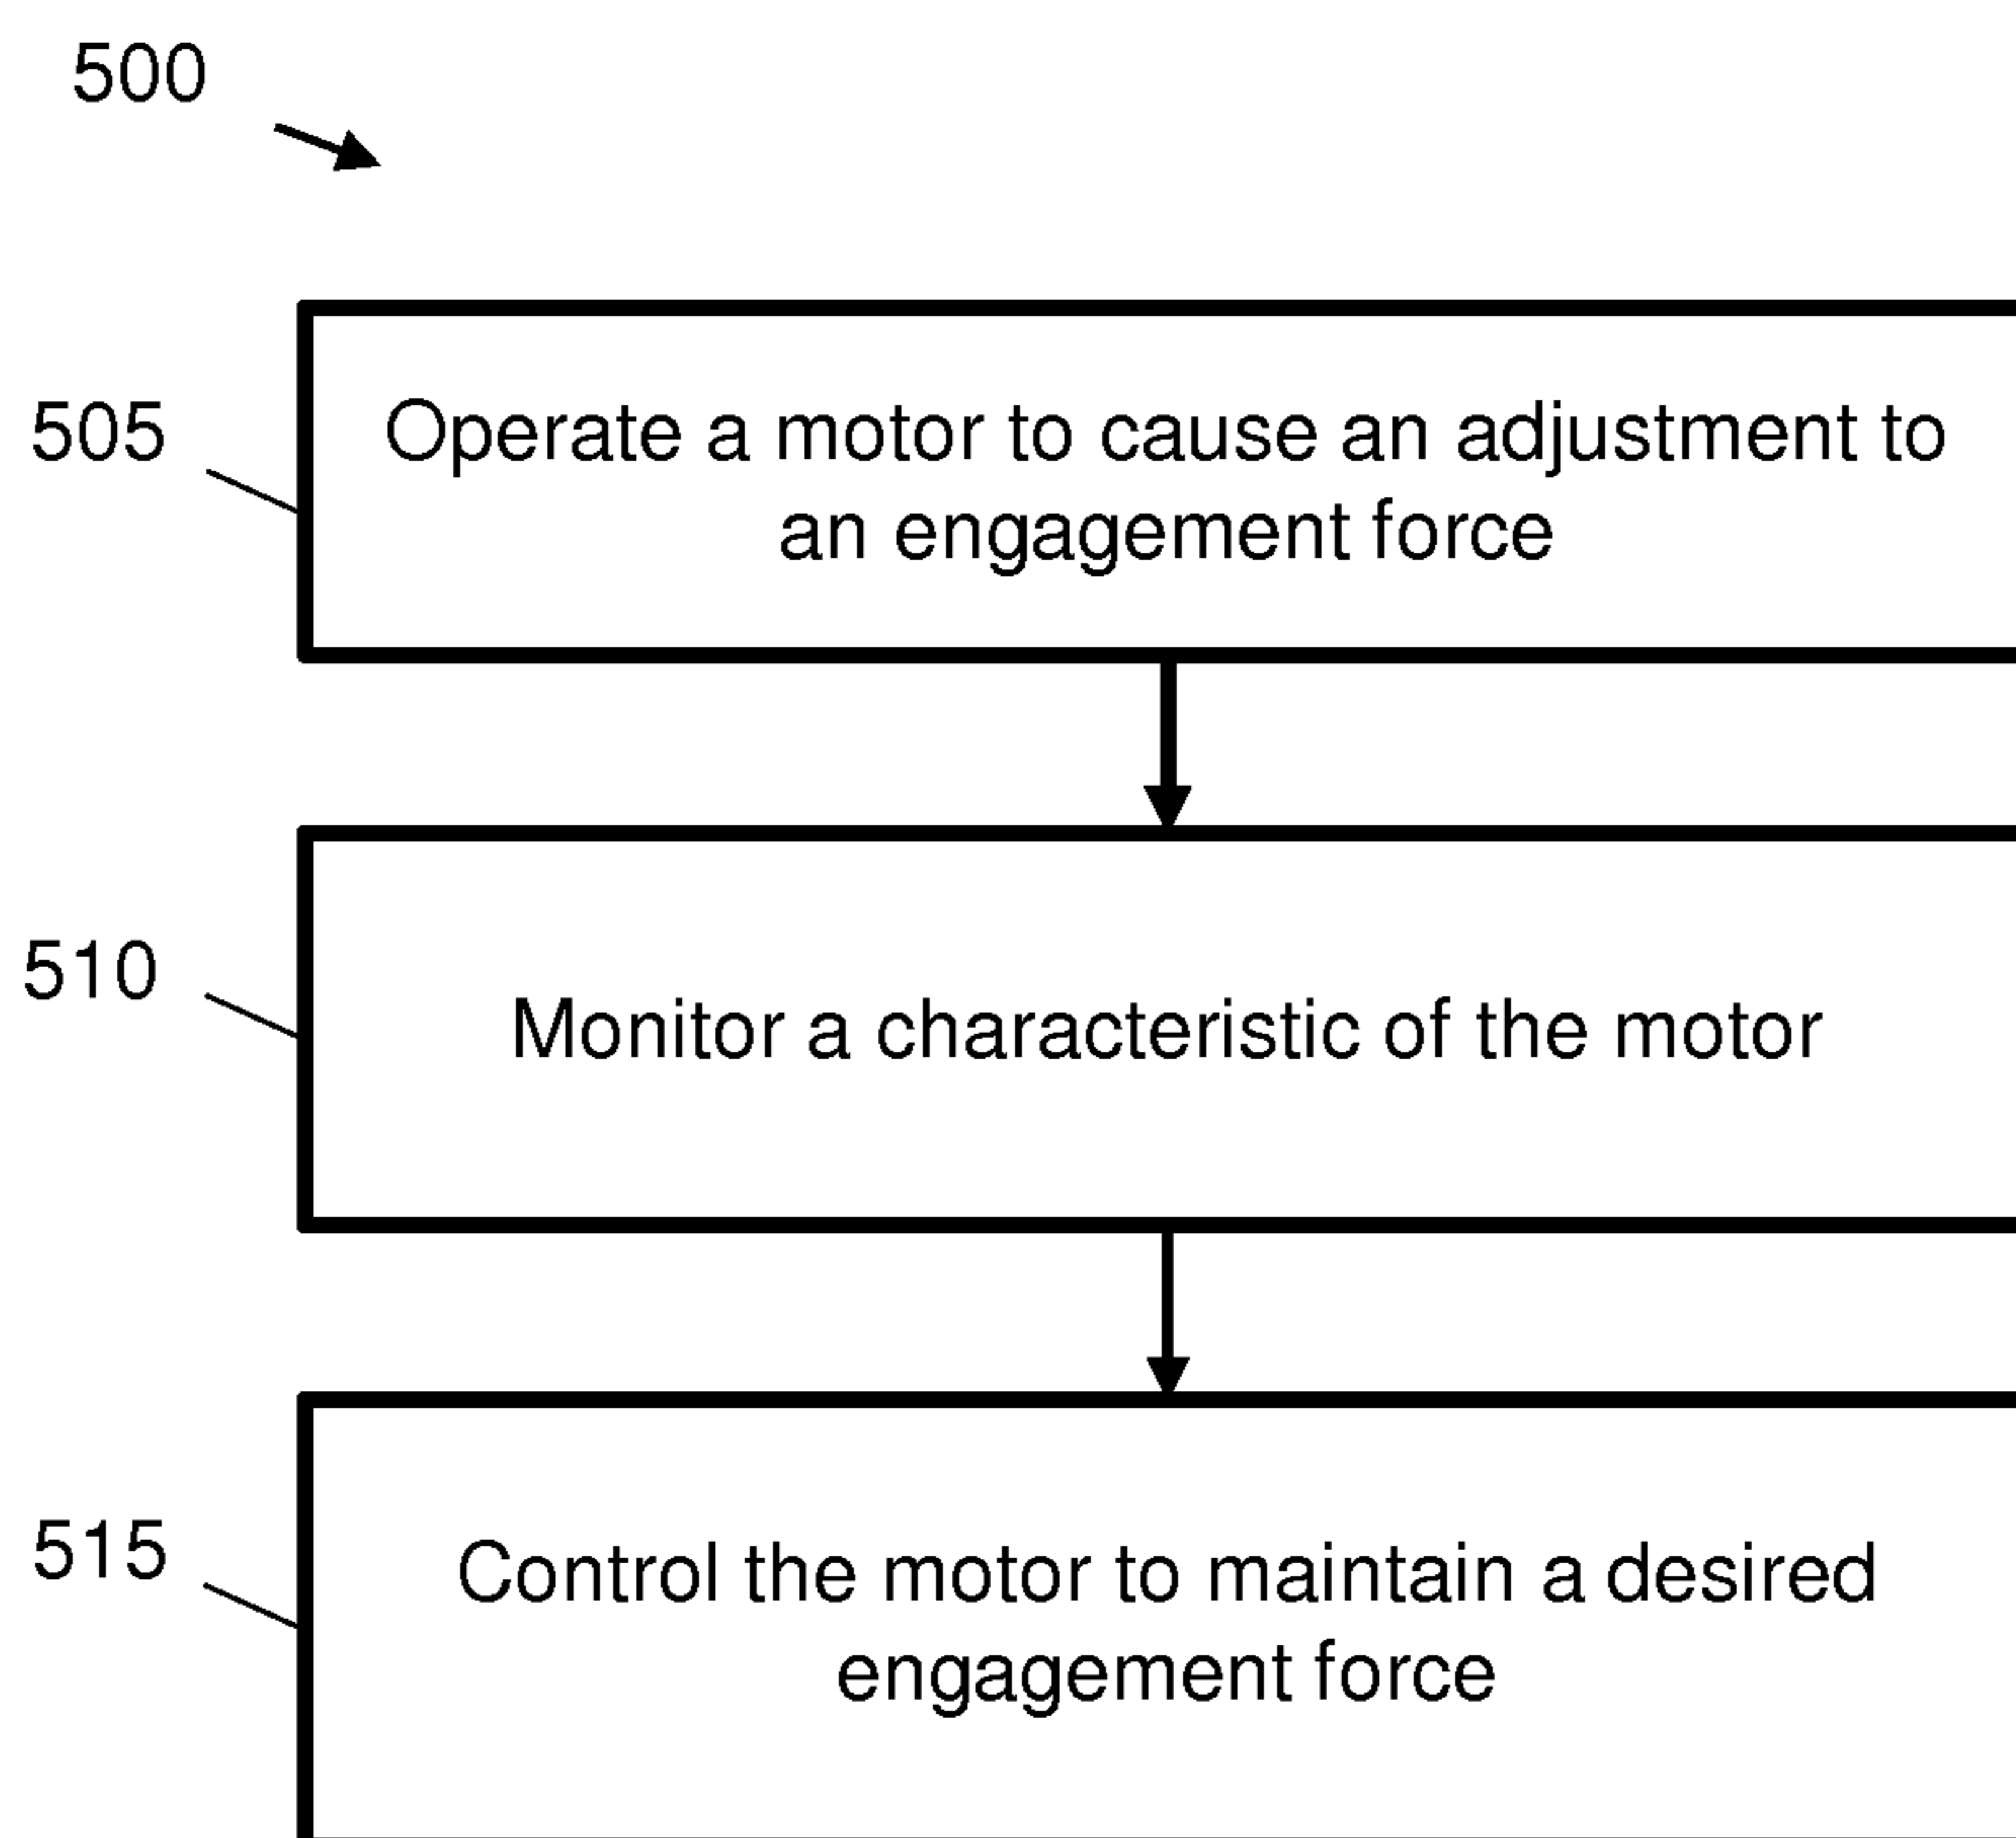 500
505
Operate a motor to cause an adjustment to
an engagement force
510
Monitor a characteristic of the motor
515
Control the motor to maintain a desired
engagement force